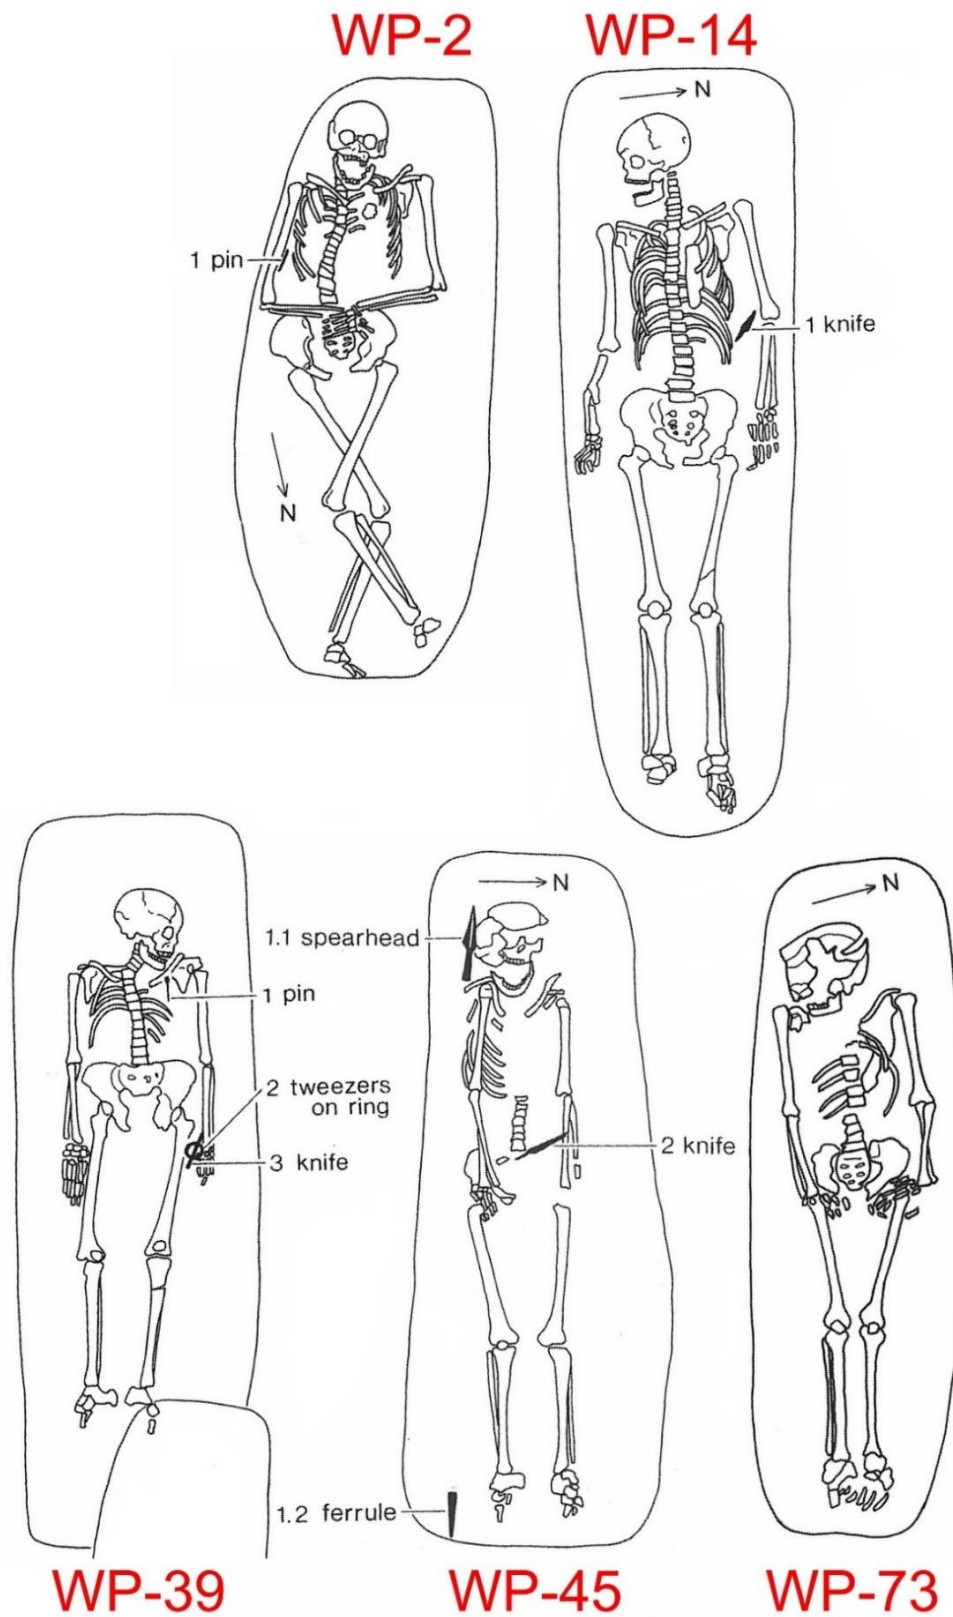 WP-2
WP-14
N
1 pin
1 knife
N
N
N
1.1 spearhead
1 pin
2 tweezers
on ring
3 knife
2 knife
1.2 ferrule
WP-39
WP-45
WP-73